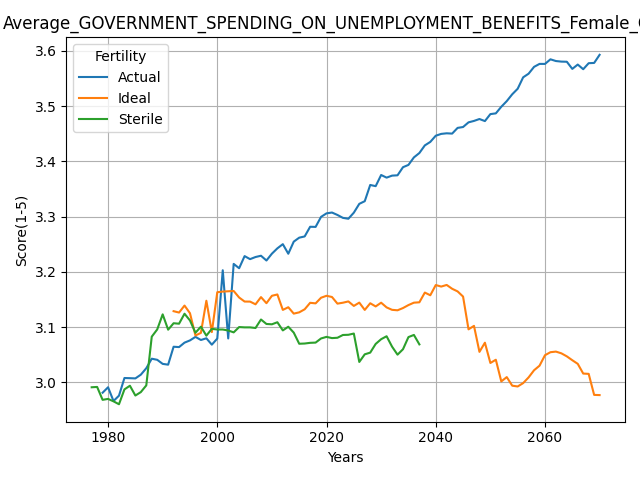 Average_GOVERNMENT_SPENDING_ON_UNEMPLOYMENT_BENEFITS_Female_
Fertility
Actual
Ideal
Sterile
Score(1-5)
3.6
3.5
3.4
3.3
3.2
3.1
3.0
1980 2000 2020 2040 2060
Years